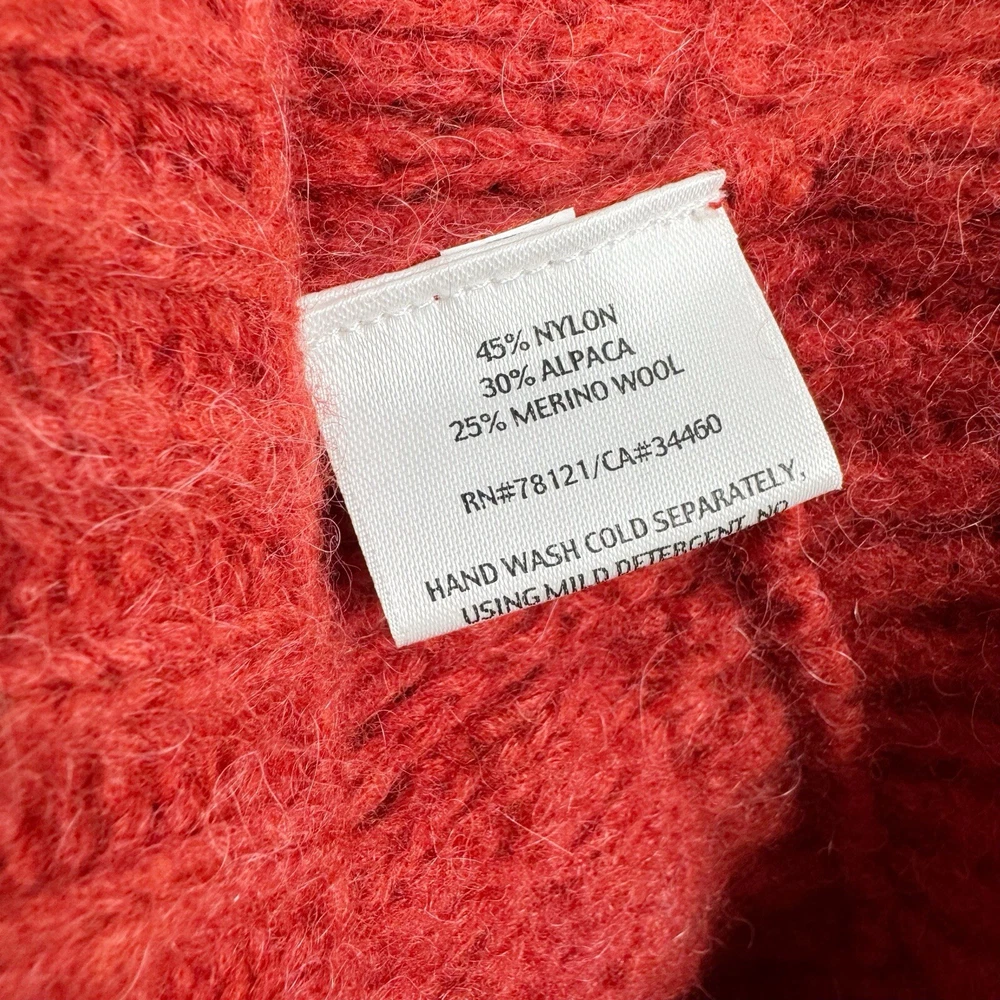 45% NYLON
30% ALPACA
25% MERINO WOOL
RN#78121/CA#34460
HAND WASH COLD SEPARATELY,
USING MILD DETERGENT, NO